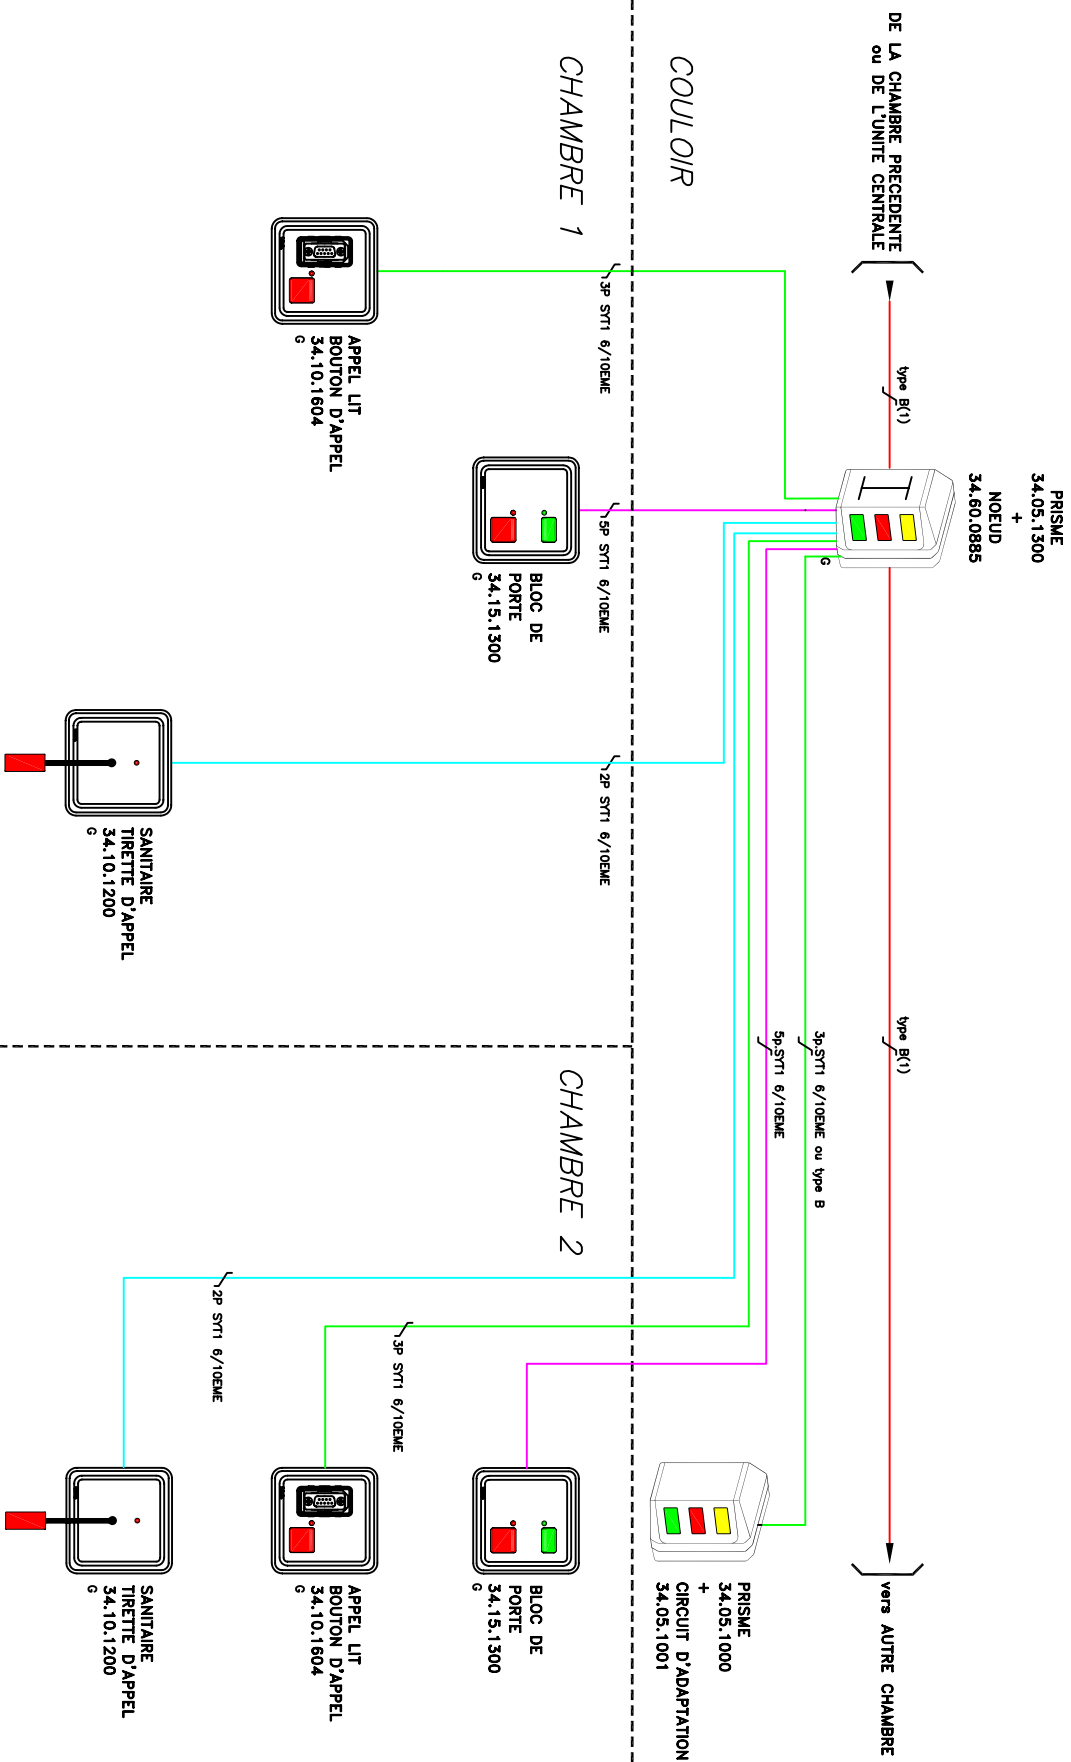 PRISME
34.05.1300
+
NOEUD
34.60.0885
DE LA CHAMBRE PRECEDENTE
ou DE L'UNITE CENTRALE
type B(1)
type B(1)
vers AUTRE CHAMBRE
G
3p.SYT1 6/10EME ou type B
5p.SYT1 6/10EME
PRISME
34.05.1000
+
CIRCUIT D'ADAPTATION
34.05.1001
COULOIR
CHAMBRE 1
3P SYT1 6/10EME
5P SYT1 6/10EME
2P SYT1 6/10EME
BLOC DE
PORTE
34.15.1300
G
APPEL LIT
BOUTON D'APPEL
34.10.1604
G
SANITAIRE
TIRETTE D'APPEL
34.10.1200
G
CHAMBRE 2
BLOC DE
PORTE
34.15.1300
G
3P SYT1 6/10EME
APPEL LIT
BOUTON D'APPEL
34.10.1604
G
2P SYT1 6/10EME
SANITAIRE
TIRETTE D'APPEL
34.10.1200
G